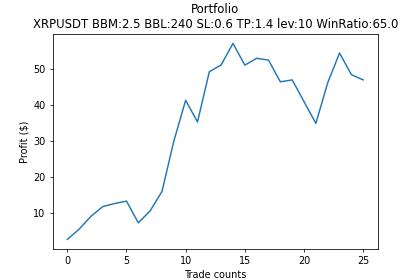 Portfolio
XRPUSDT BBM:2.5 BBL:240 SL:0.6 TP:1.4 lev:10 WinRatio:65.0
50
40
30
20
10
Profit ($)
0 5 10 15 20 25
Trade counts